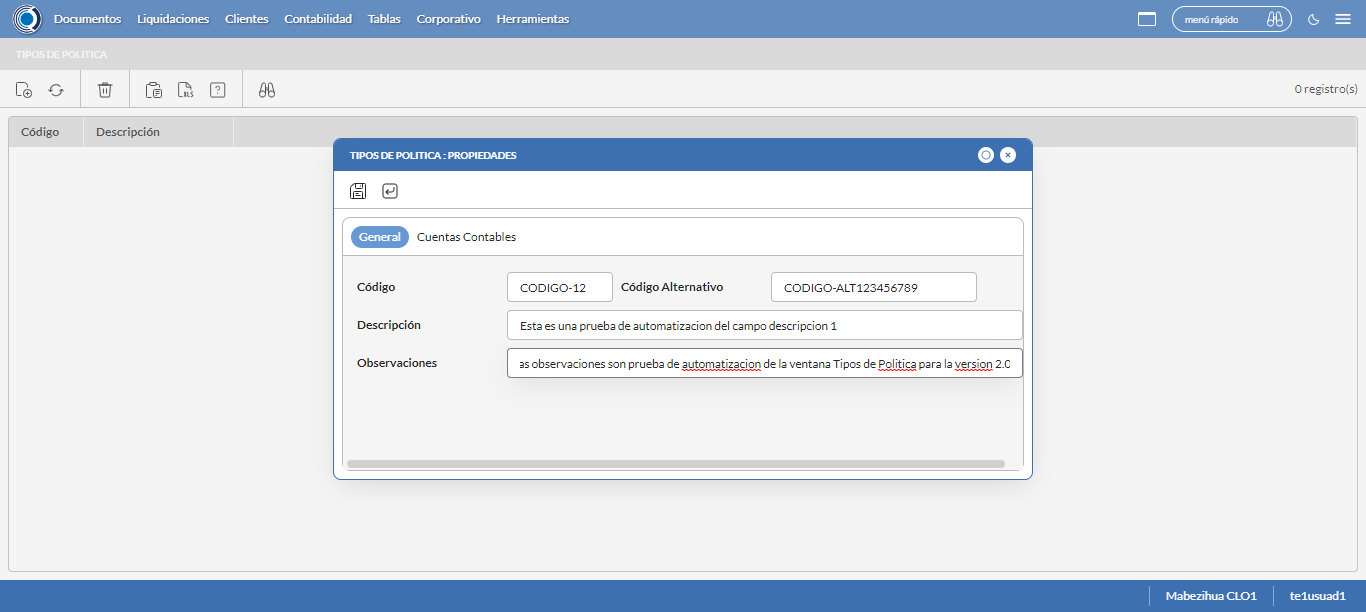 Documentos Liquidaciones Clientes Contabilidad Tablas Corporativo Herramientas menú rápido
TIPOS DE POLITICA
XLS ? 0 registro(s)
Código Descripción
TIPOS DE POLITICA : PROPIEDADES
General Cuentas Contables
Código CODIGO-12 Código Alternativo CODIGO-ALT123456789
Descripción Esta es una prueba de automatizacion del campo descripcion 1
Observaciones as observaciones son prueba de automatizacion de la ventana Tipos de Politica para la version 2.0
Mabezihua CLO1 te1usuad1